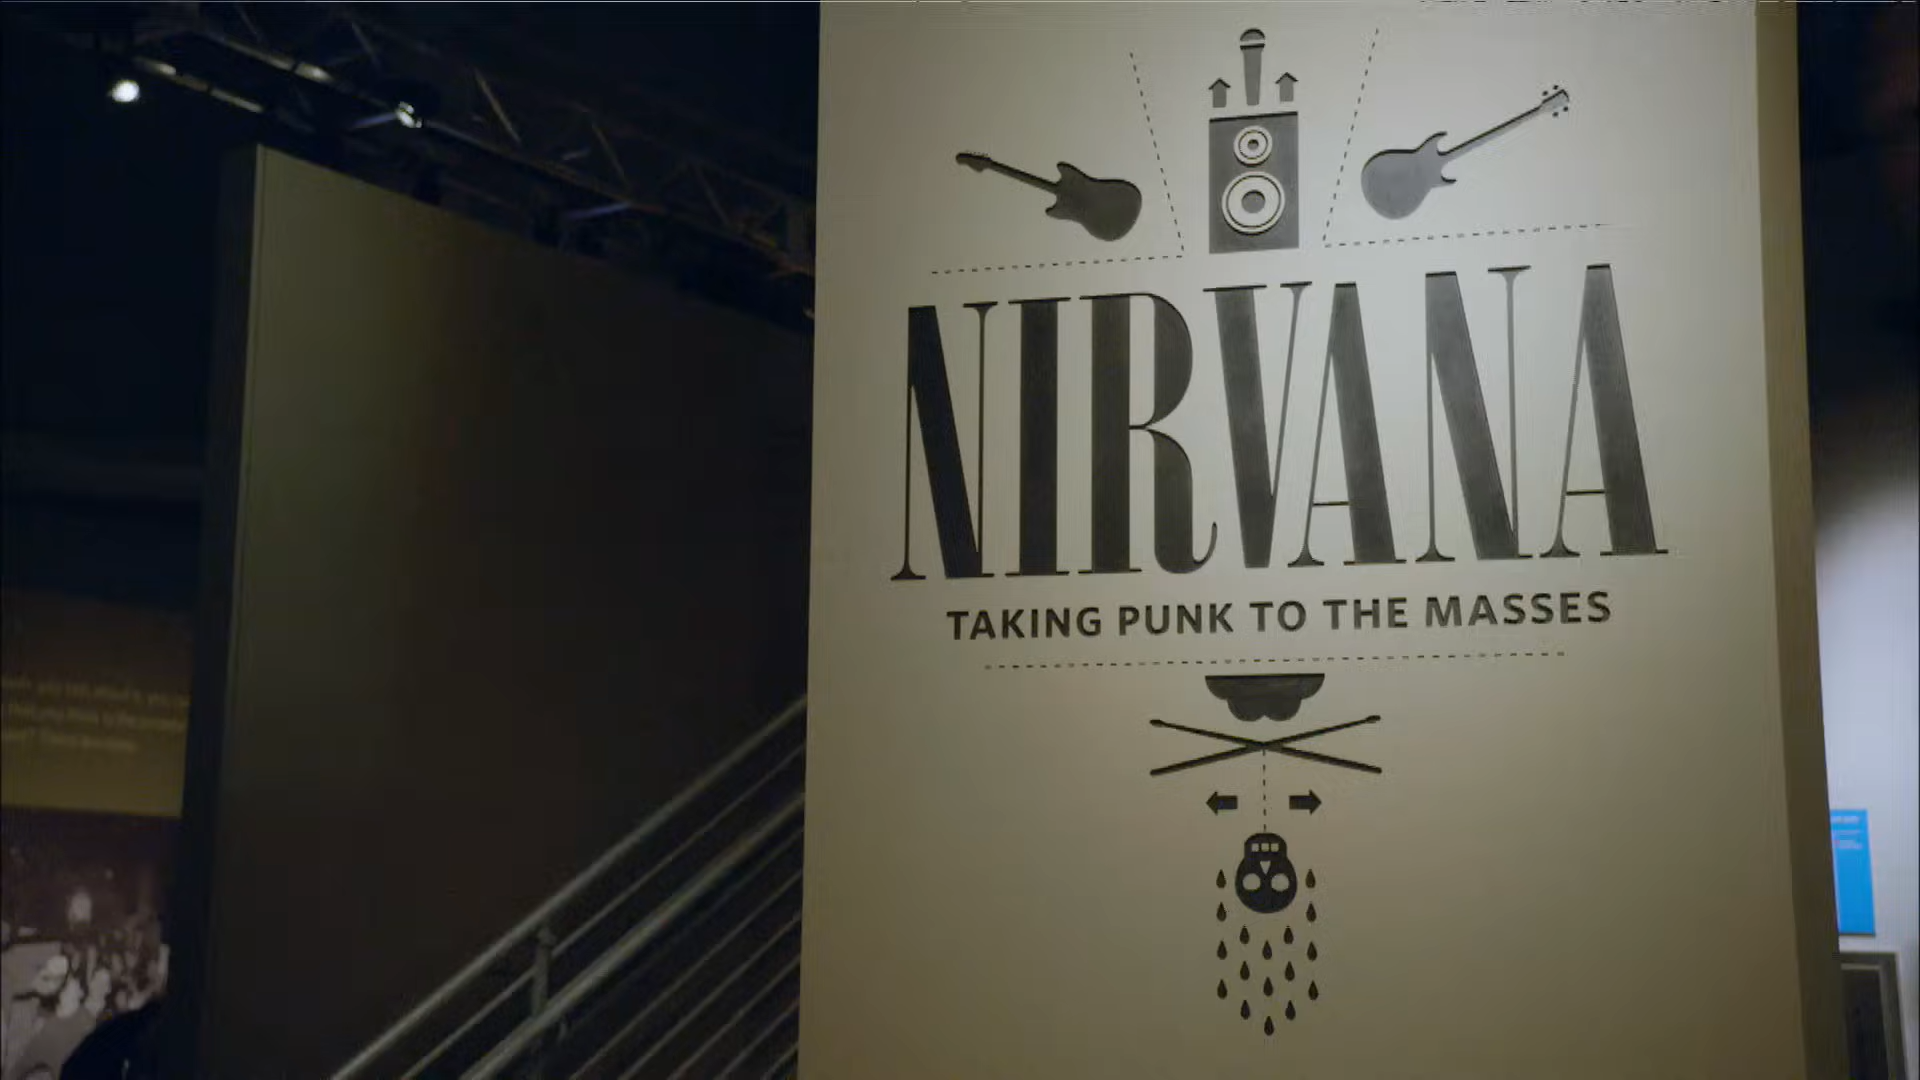 NIRVANA
TAKING PUNK TO THE MASSES